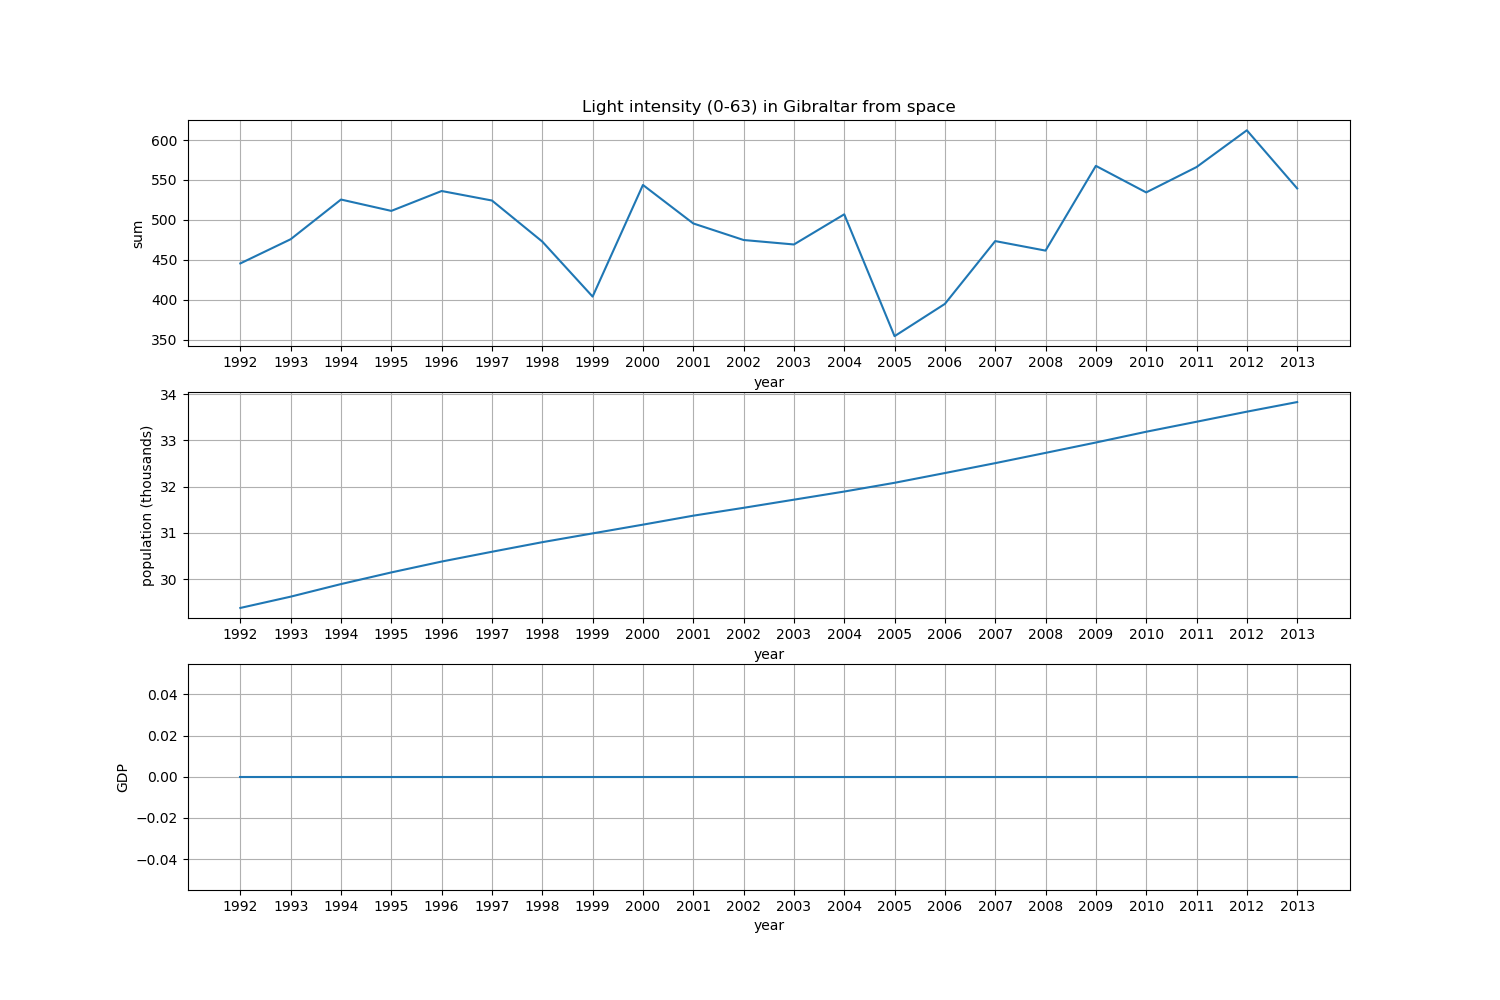 Light intensity (0-63) in Gibraltar from space
600
550
500
450
400
350
sum
1992 1993 1994 1995 1996 1997 1998 1999 2000 2001 2002 2003 2004 2005 2006 2007 2008 2009 2010 2011 2012 2013
year
34
33
32
31
30
population (thousands)
1992 1993 1994 1995 1996 1997 1998 1999 2000 2001 2002 2003 2004 2005 2006 2007 2008 2009 2010 2011 2012 2013
year
0.04
0.02
0.00
−0.02
−0.04
GDP
1992 1993 1994 1995 1996 1997 1998 1999 2000 2001 2002 2003 2004 2005 2006 2007 2008 2009 2010 2011 2012 2013
year